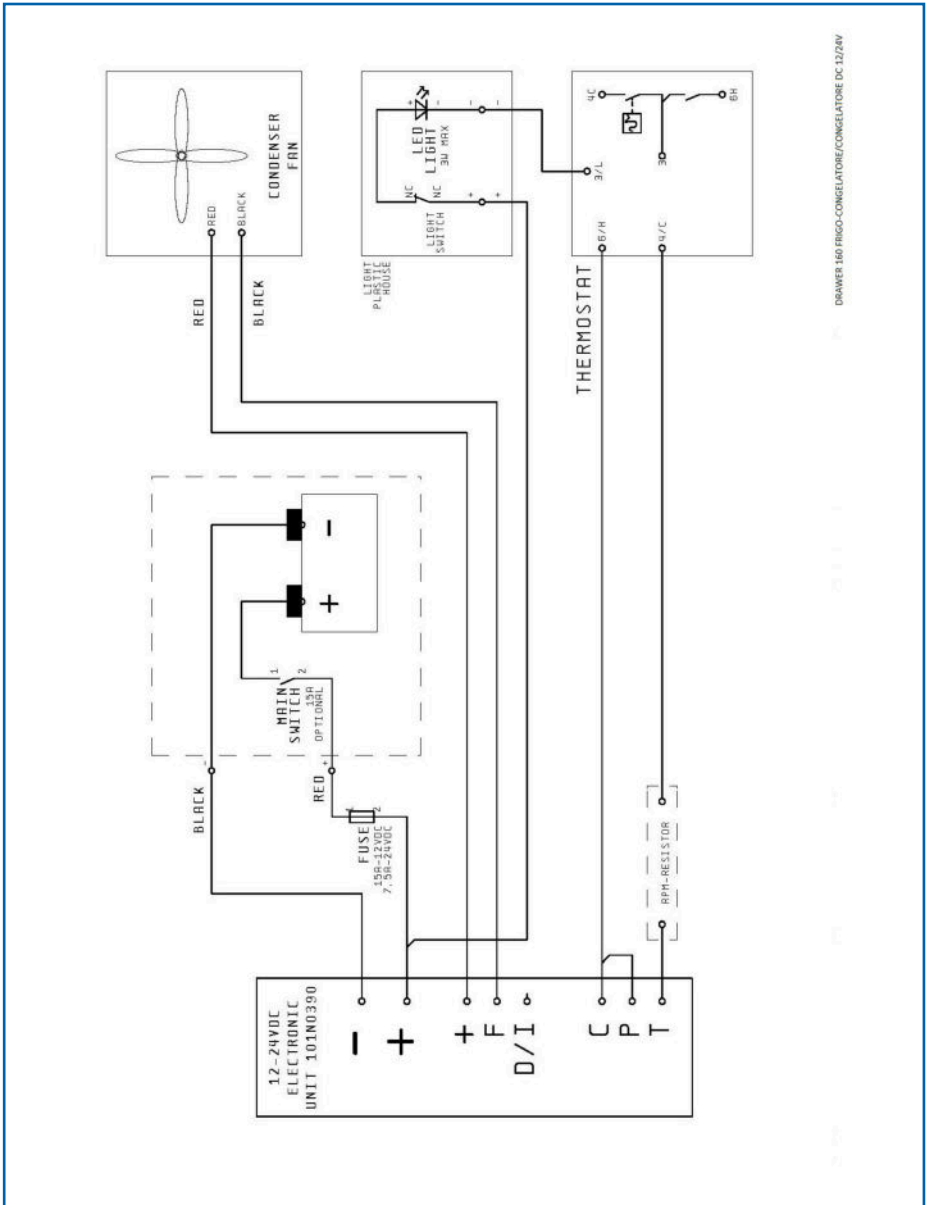 DRAWER 160 FRIGO-CONGELATORE/CONGELATORE DC 12/24V
CONDENSER
FAN
RED
BLACK
RED
BLACK
LED
LIGHT
3W MAX
+
-
-
-
NC
NC
+
+
LIGHT
SWITCH
LIGHT
PLASTIC
HOUSE
4C
6H
3
3/L
6/H
4/C
THERMOSTAT
-
+
1
2
MAIN
SWITCH
15A
OPTIONAL
-
+
BLACK
RED
1
2
FUSE
15A-12VDC
7.5A-24VDC
RPM-RESISTOR
12-24VDC
ELECTRONIC
UNIT 101N0390
-
+
+
F
D/I
C
P
T